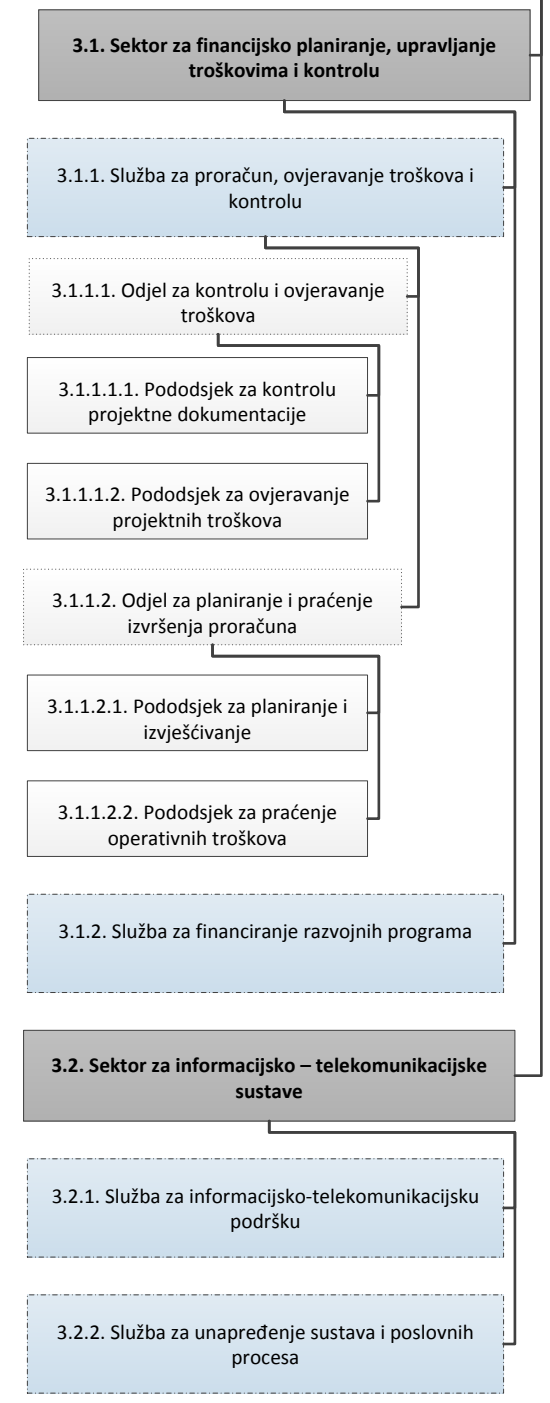 3.1. Sektor za financijsko planiranje, upravljanje
troškovima i kontrolu
3.1.1. Služba za proračun, ovjeravanje troškova i
kontrolu
3.1.1.1. Odjel za kontrolu i ovjeravanje
troškova
3.1.1.1.1. Pododsjek za kontrolu
projektne dokumentacije
3.1.1.1.2. Pododsjek za ovjeravanje
projektnih troškova
3.1.1.2. Odjel za planiranje i praćenje
izvršenja proračuna
3.1.1.2.1. Pododsjek za planiranje i
izvješćivanje
3.1.1.2.2. Pododsjek za praćenje
operativnih troškova
3.1.2. Služba za financiranje razvojnih programa
3.2. Sektor za informacijsko – telekomunikacijske
sustave
3.2.1. Služba za informacijsko-telekomunikacijsku
podršku
3.2.2. Služba za unapređenje sustava i poslovnih
procesa